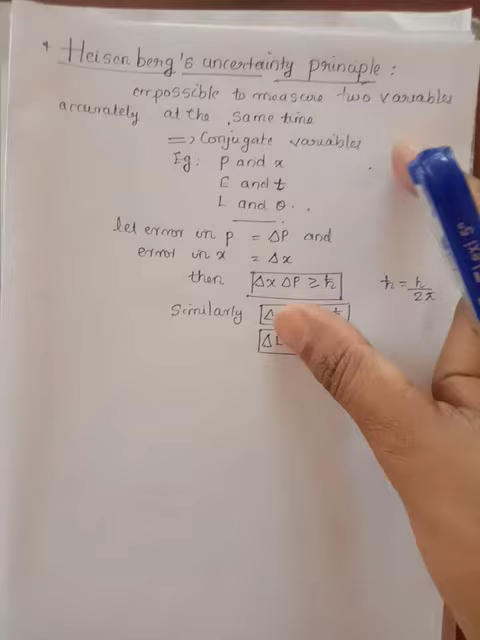 * Heisenberg's uncertainty principle :
impossible to measure two variables
accurately at the same time
=> Conjugate variables
Eg: p and x
E and t
L and θ.
let error in p = ΔP and
error in x = Δx
then Δx ΔP ≥ ħ ħ = h/2π
Similarly